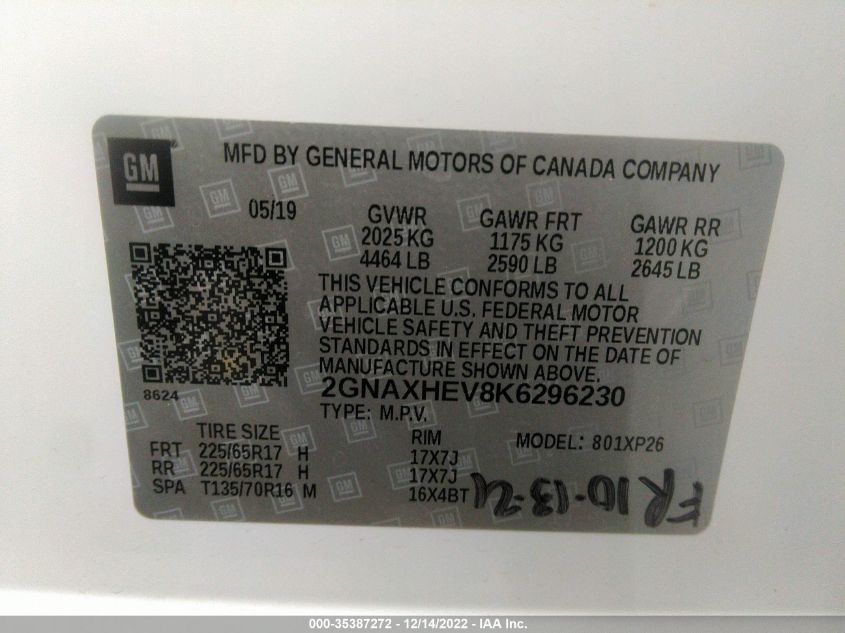 GM
MFD BY GENERAL MOTORS OF CANADA COMPANY
05/19
GVWR
2025 KG
4464 LB
GAWR FRT
1175 KG
2590 LB
GAWR RR
1200 KG
2645 LB
THIS VEHICLE CONFORMS TO ALL
APPLICABLE U.S. FEDERAL MOTOR
VEHICLE SAFETY AND THEFT PREVENTION
STANDARDS IN EFFECT ON THE DATE OF
MANUFACTURE SHOWN ABOVE.
8624
2GNAXHEV8K6296230
TYPE: M.P.V.
TIRE SIZE
FRT 225/65R17 H
RR 225/65R17 H
SPA T135/70R16 M
RIM
17X7J
17X7J
16X4BT
MODEL: 801XP26
FR 10-13-21
000-35387272 - 12/14/2022 - IAA Inc.